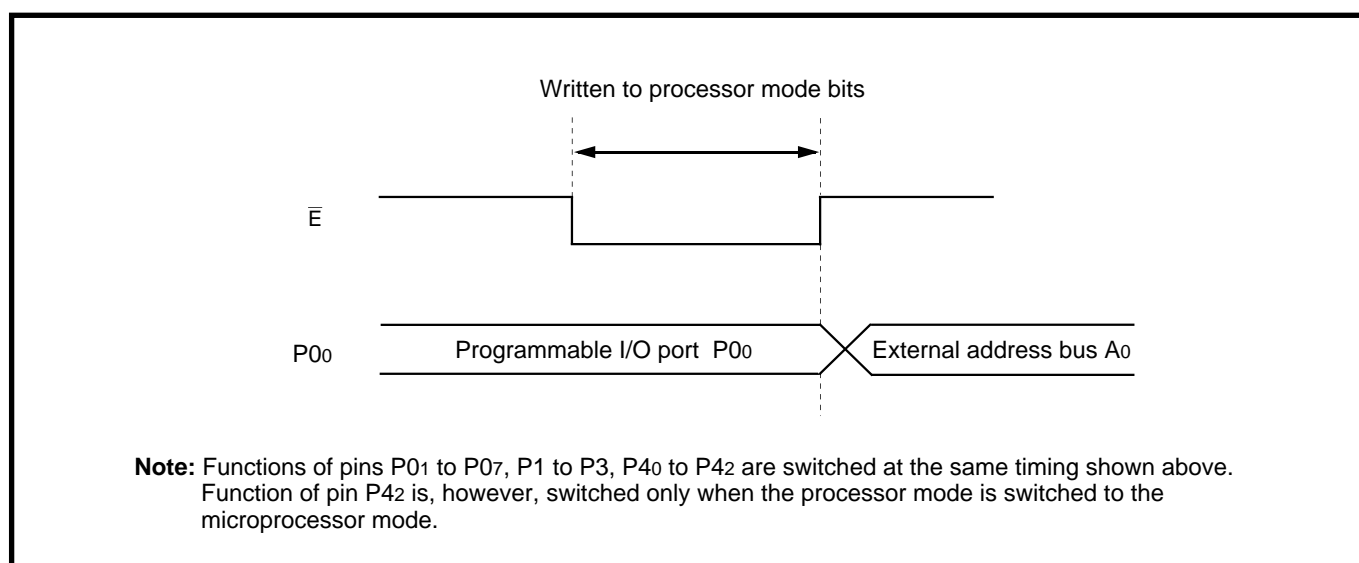 Written to processor mode bits
E̅
P00
Programmable I/O port P00
External address bus A0
Note: Functions of pins P01 to P07, P1 to P3, P40 to P42 are switched at the same timing shown above.
Function of pin P42 is, however, switched only when the processor mode is switched to the
microprocessor mode.